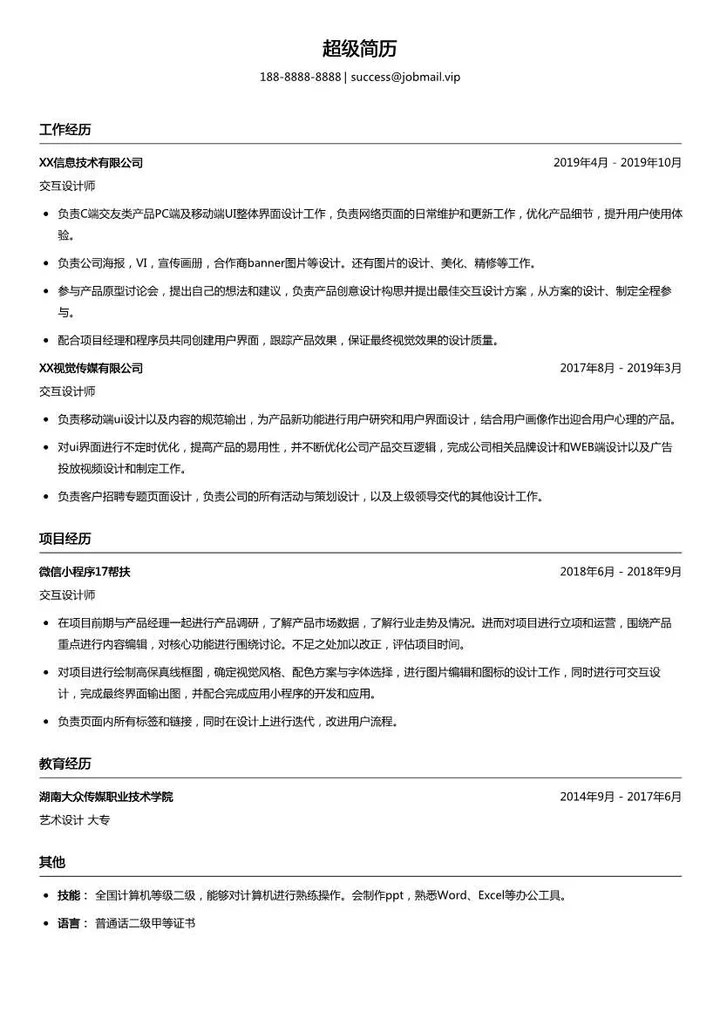 超级简历
188-8888-8888 | success@jobmail.vip
工作经历
XX信息技术有限公司 2019年4月 - 2019年10月
交互设计师
负责C端交友类产品PC端及移动端UI整体界面设计工作，负责网络页面的日常维护和更新工作，优化产品细节，提升用户使用体
验。
负责公司海报，VI，宣传画册，合作商banner图片等设计。还有图片的设计、美化、精修等工作。
参与产品原型讨论会，提出自己的想法和建议，负责产品创意设计构思并提出最佳交互设计方案，从方案的设计、制定全程参
与。
配合项目经理和程序员共同创建用户界面，跟踪产品效果，保证最终视觉效果的设计质量。
XX视觉传媒有限公司 2017年8月 - 2019年3月
交互设计师
负责移动端ui设计以及内容的规范输出，为产品新功能进行用户研究和用户界面设计，结合用户画像作出迎合用户心理的产品。
对ui界面进行不定时优化，提高产品的易用性，并不断优化公司产品交互逻辑，完成公司相关品牌设计和WEB端设计以及广告
投放视频设计和制定工作。
负责客户招聘专题页面设计，负责公司的所有活动与策划设计，以及上级领导交代的其他设计工作。
项目经历
微信小程序17帮扶 2018年6月 - 2018年9月
交互设计师
在项目前期与产品经理一起进行产品调研，了解产品市场数据，了解行业走势及情况。进而对项目进行立项和运营，围绕产品
重点进行内容编辑，对核心功能进行围绕讨论。不足之处加以改正，评估项目时间。
对项目进行绘制高保真线框图，确定视觉风格、配色方案与字体选择，进行图片编辑和图标的设计工作，同时进行可交互设
计，完成最终界面输出图，并配合完成应用小程序的开发和应用。
负责页面内所有标签和链接，同时在设计上进行迭代，改进用户流程。
教育经历
湖南大众传媒职业技术学院 2014年9月 - 2017年6月
艺术设计 大专
其他
技能： 全国计算机等级二级，能够对计算机进行熟练操作。会制作ppt，熟悉Word、Excel等办公工具。
语言： 普通话二级甲等证书